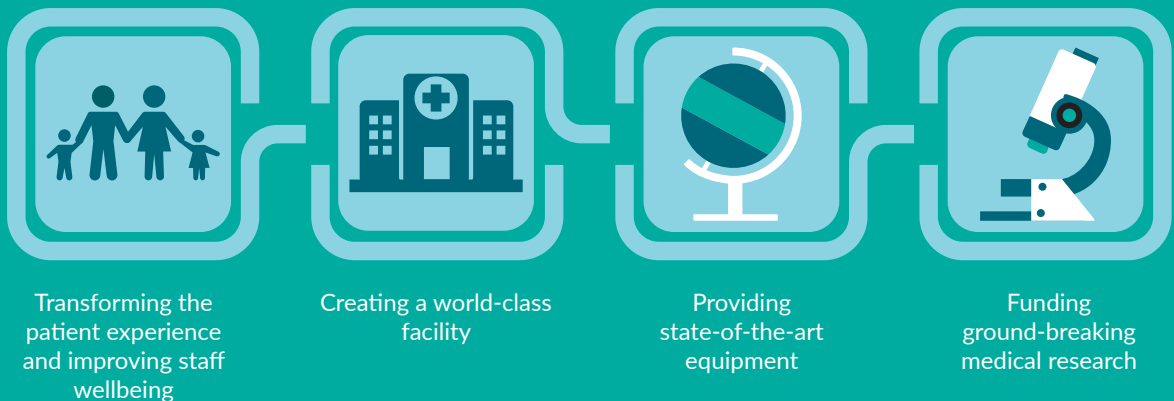 Transforming the
patient experience
and improving staff
wellbeing
Creating a world-class
facility
Providing
state-of-the-art
equipment
Funding
ground-breaking
medical research